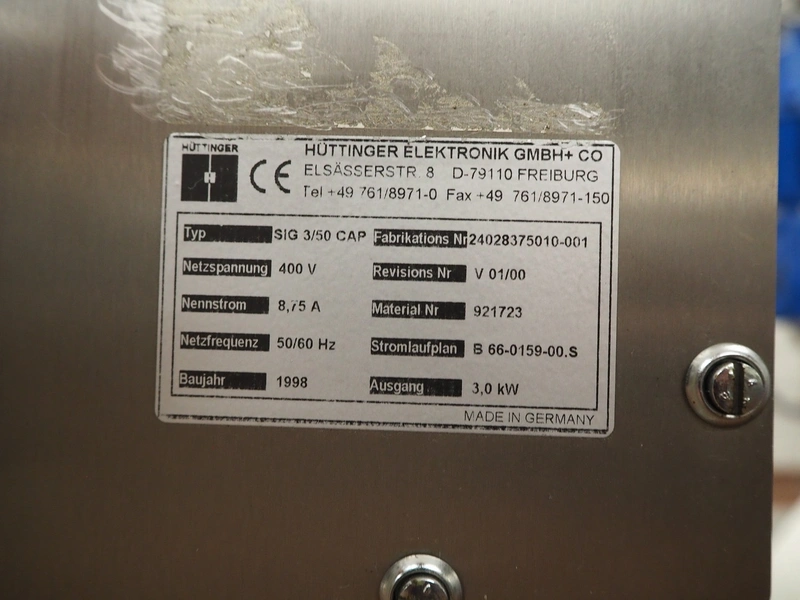 HÜTTINGER
CE
HÜTTINGER ELEKTRONIK GMBH+ CO
ELSÄSSERSTR. 8 D-79110 FREIBURG
Tel +49 761/8971-0 Fax +49 761/8971-150
Typ SIG 3/50 CAP Fabrikations Nr 24028375010-001
Netzspannung 400 V Revisions Nr V 01/00
Nennstrom 8,75 A Material Nr 921723
Netzfrequenz 50/60 Hz Stromlaufplan B 66-0159-00.S
Baujahr 1998 Ausgang 3,0 kW
MADE IN GERMANY